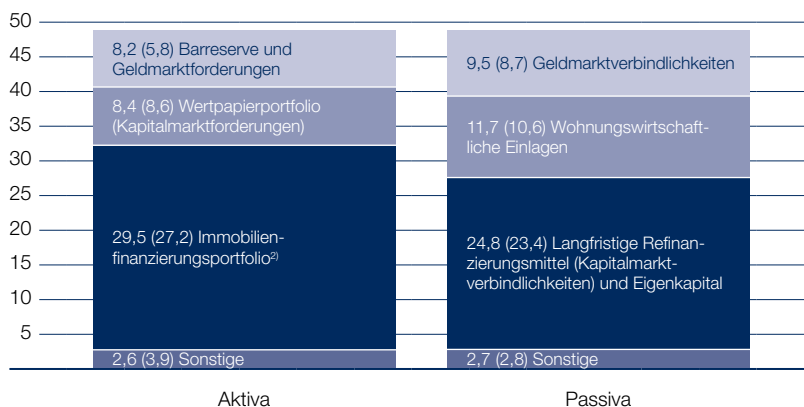 50
45
40
35
30
25
20
15
10
5
8,2 (5,8) Barreserve und
Geldmarktforderungen
8,4 (8,6) Wertpapierportfolio
(Kapitalmarktforderungen)
29,5 (27,2) Immobilien-
finanzierungsportfolio²⁾
2,6 (3,9) Sonstige
Aktiva
9,5 (8,7) Geldmarktverbindlichkeiten
11,7 (10,6) Wohnungswirtschaft-
liche Einlagen
24,8 (23,4) Langfristige Refinan-
zierungsmittel (Kapitalmarkt-
verbindlichkeiten) und Eigenkapital
2,7 (2,8) Sonstige
Passiva